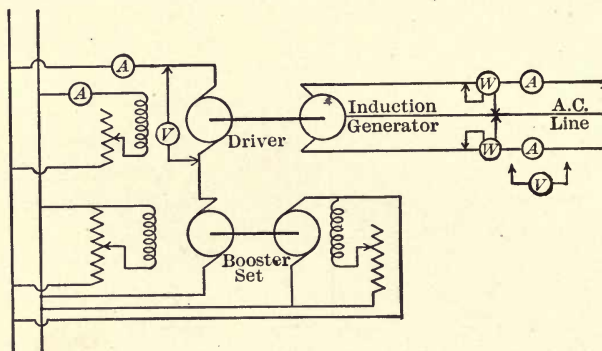 A
A
V
Driver
Induction
Generator
W
A
A.C.
Line
W
A
V
Booster
Set